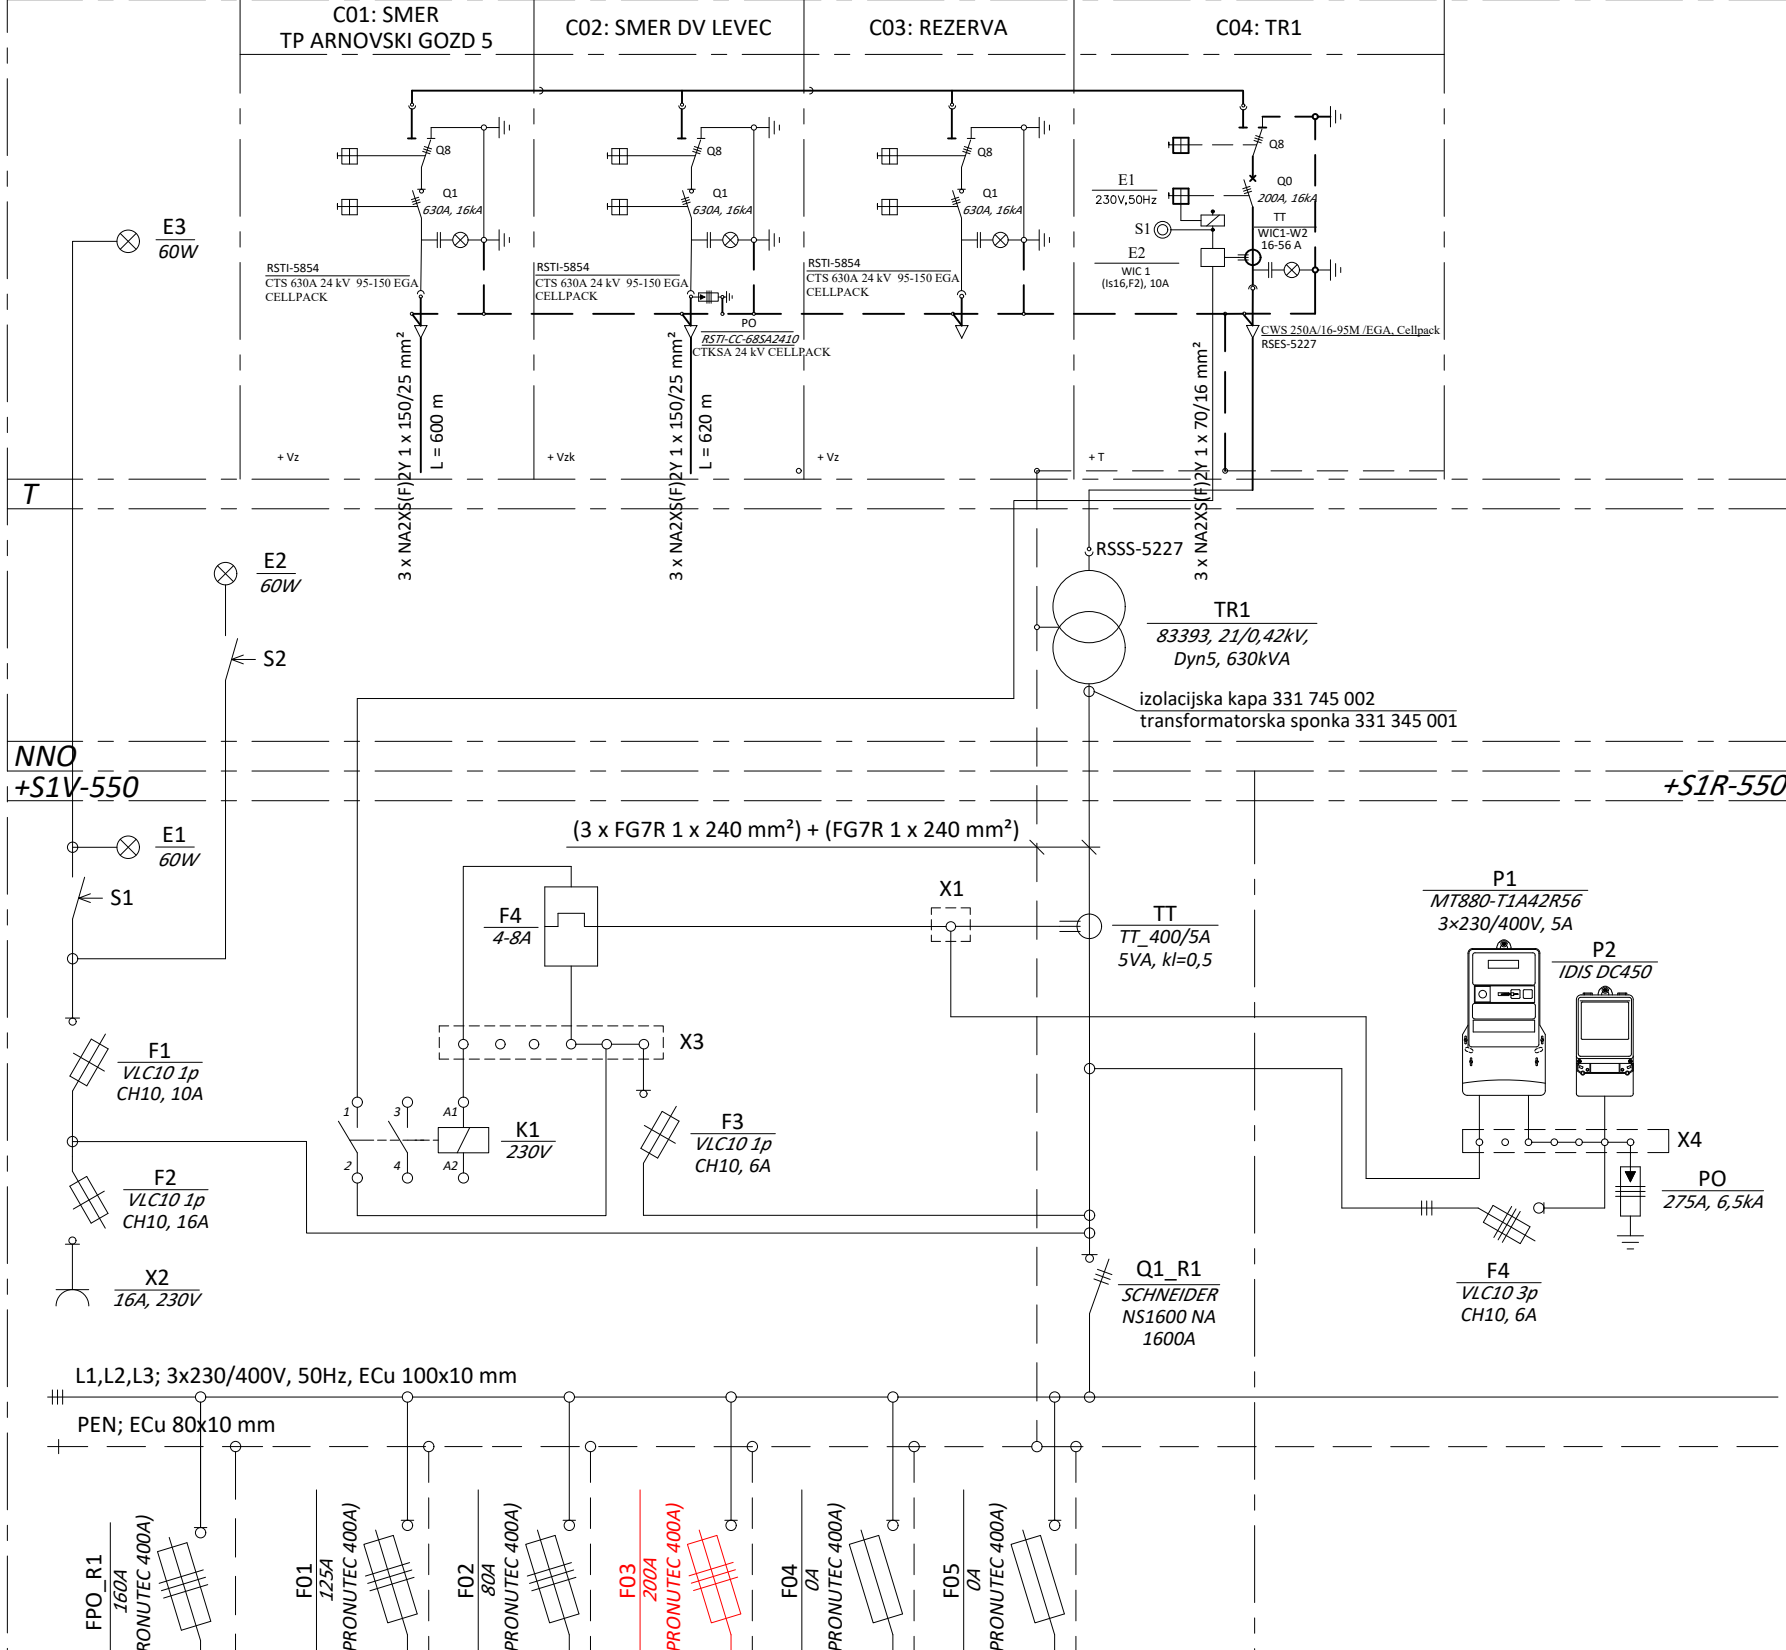 C01: SMER
TP ARNOVSKI GOZD 5
C02: SMER DV LEVEC
C03: REZERVA
C04: TR1
Q8
Q8
Q8
Q8
Q1
630A, 16kA
Q1
630A, 16kA
Q1
630A, 16kA
E1
230V,50Hz
Q0
200A, 16kA
S1
TT
WIC1-W2
16-56 A
E2
WIC 1
(Is16,F2), 10A
E3
60W
RSTI-5854
CTS 630A 24 kV 95-150 EGA
CELLPACK
RSTI-5854
CTS 630A 24 kV 95-150 EGA
CELLPACK
RSTI-5854
CTS 630A 24 kV 95-150 EGA
CELLPACK
PO
RSTI-CC-68SA2410
CTKSA 24 kV CELLPACK
CWS 250A/16-95M /EGA, Cellpack
RSES-5227
3 x NA2XS(F)2Y 1 x 150/25 mm²
L = 600 m
3 x NA2XS(F)2Y 1 x 150/25 mm²
L = 620 m
3 x NA2XS(F)2Y 1 x 70/16 mm²
+ Vz
+ Vzk
+ Vz
+ T
T
RSSS-5227
E2
60W
S2
TR1
83393, 21/0,42kV,
Dyn5, 630kVA
izolacijska kapa 331 745 002
transformatorska sponka 331 345 001
NNO
+S1V-550
+S1R-550
E1
60W
S1
(3 x FG7R 1 x 240 mm²) + (FG7R 1 x 240 mm²)
F4
4-8A
X1
TT
TT_400/5A
5VA, kl=0,5
P1
MT880-T1A42R56
3×230/400V, 5A
P2
IDIS DC450
X3
F1
VLC10 1p
CH10, 10A
1
3
A1
2
4
A2
K1
230V
F3
VLC10 1p
CH10, 6A
X4
PO
275A, 6,5kA
F2
VLC10 1p
CH10, 16A
X2
16A, 230V
Q1_R1
SCHNEIDER
NS1600 NA
1600A
F4
VLC10 3p
CH10, 6A
L1,L2,L3; 3x230/400V, 50Hz, ECu 100x10 mm
PEN; ECu 80x10 mm
FPO_R1
160A
RONUTEC 400A)
F01
125A
PRONUTEC 400A)
F02
80A
PRONUTEC 400A)
F03
200A
PRONUTEC 400A)
F04
0A
PRONUTEC 400A)
F05
0A
PRONUTEC 400A)